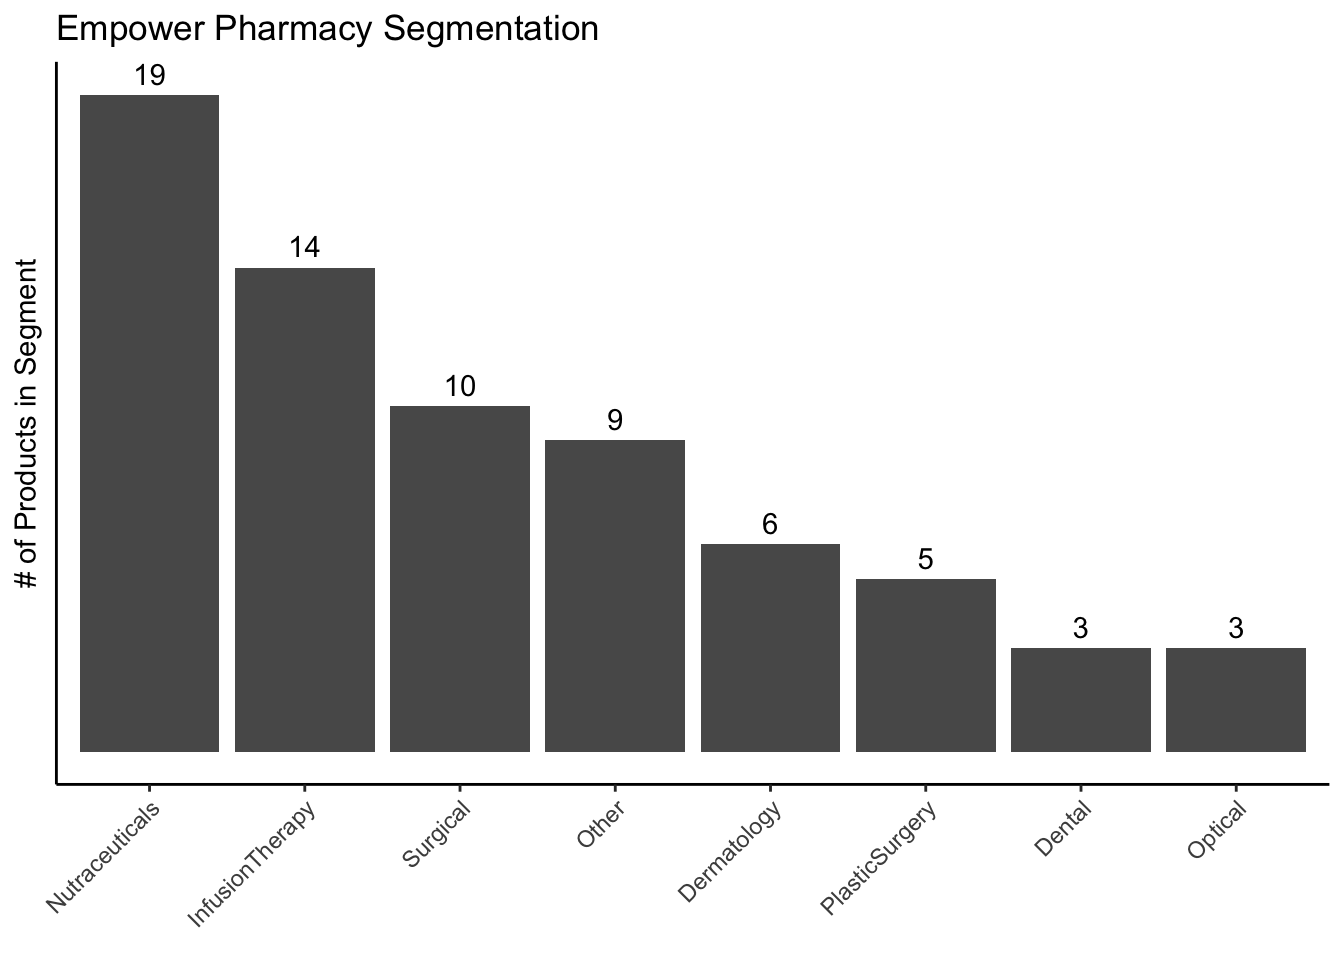 Empower Pharmacy Segmentation
# of Products in Segment
19
14
10
9
6
5
3
3
Nutraceuticals
InfusionTherapy
Surgical
Other
Dermatology
PlasticSurgery
Dental
Optical